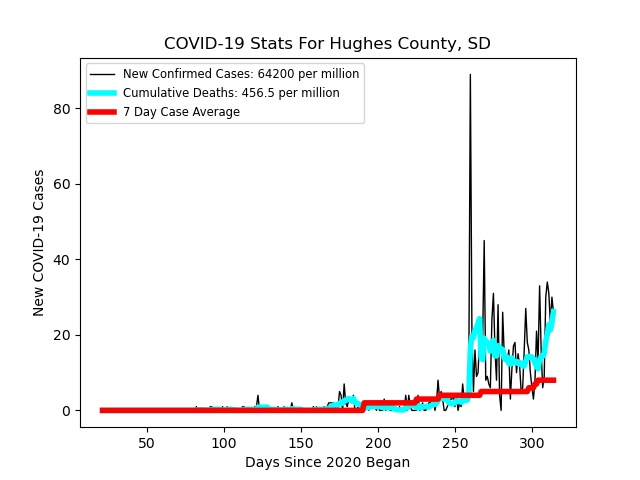 COVID-19 Stats For Hughes County, SD
New Confirmed Cases: 64200 per million
Cumulative Deaths: 456.5 per million
7 Day Case Average
New COVID-19 Cases
80
60
40
20
0
50 100 150 200 250 300
Days Since 2020 Began